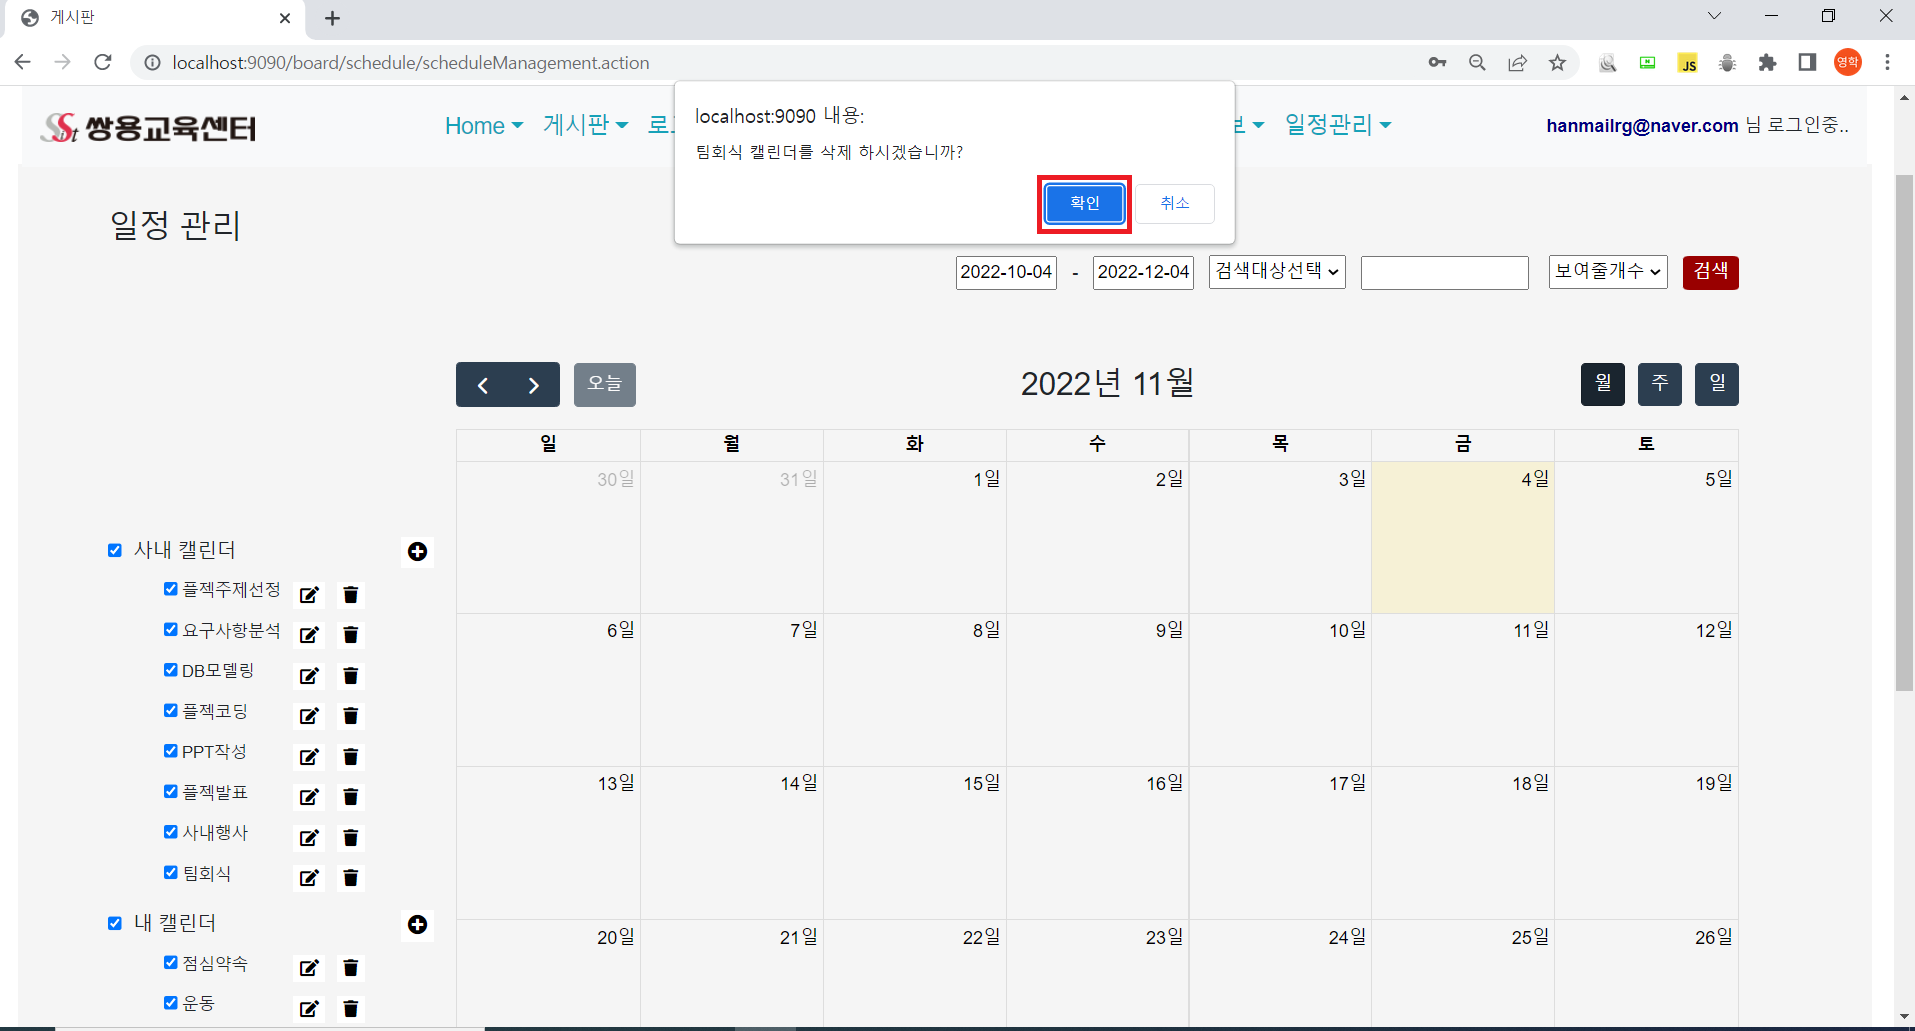 게시판
localhost:9090/board/schedule/scheduleManagement.action
JS
영학
Sist 쌍용교육센터
Home 게시판 일정관리
hanmailrg@naver.com 님 로그인중..
localhost:9090 내용:
팀회식 캘린더를 삭제 하시겠습니까?
확인 취소
일정 관리
2022-10-04 - 2022-12-04 검색대상선택 보여줄개수 검색
오늘 2022년 11월 월 주 일
일 월 화 수 목 금 토
30일 31일 1일 2일 3일 4일 5일
6일 7일 8일 9일 10일 11일 12일
13일 14일 15일 16일 17일 18일 19일
20일 21일 22일 23일 24일 25일 26일
사내 캘린더
플젝주제선정
요구사항분석
DB모델링
플젝코딩
PPT작성
플젝발표
사내행사
팀회식
내 캘린더
점심약속
운동